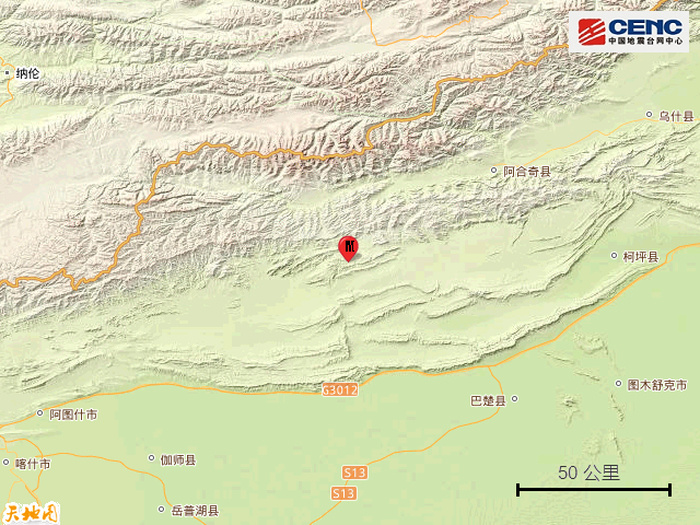 CENC
中国地震台网中心
纳伦
乌什县
阿合奇县
柯坪县
G3012
图木舒克市
巴楚县
阿图什市
伽师县
喀什市
50 公里
S13
S13
岳普湖县
天地图